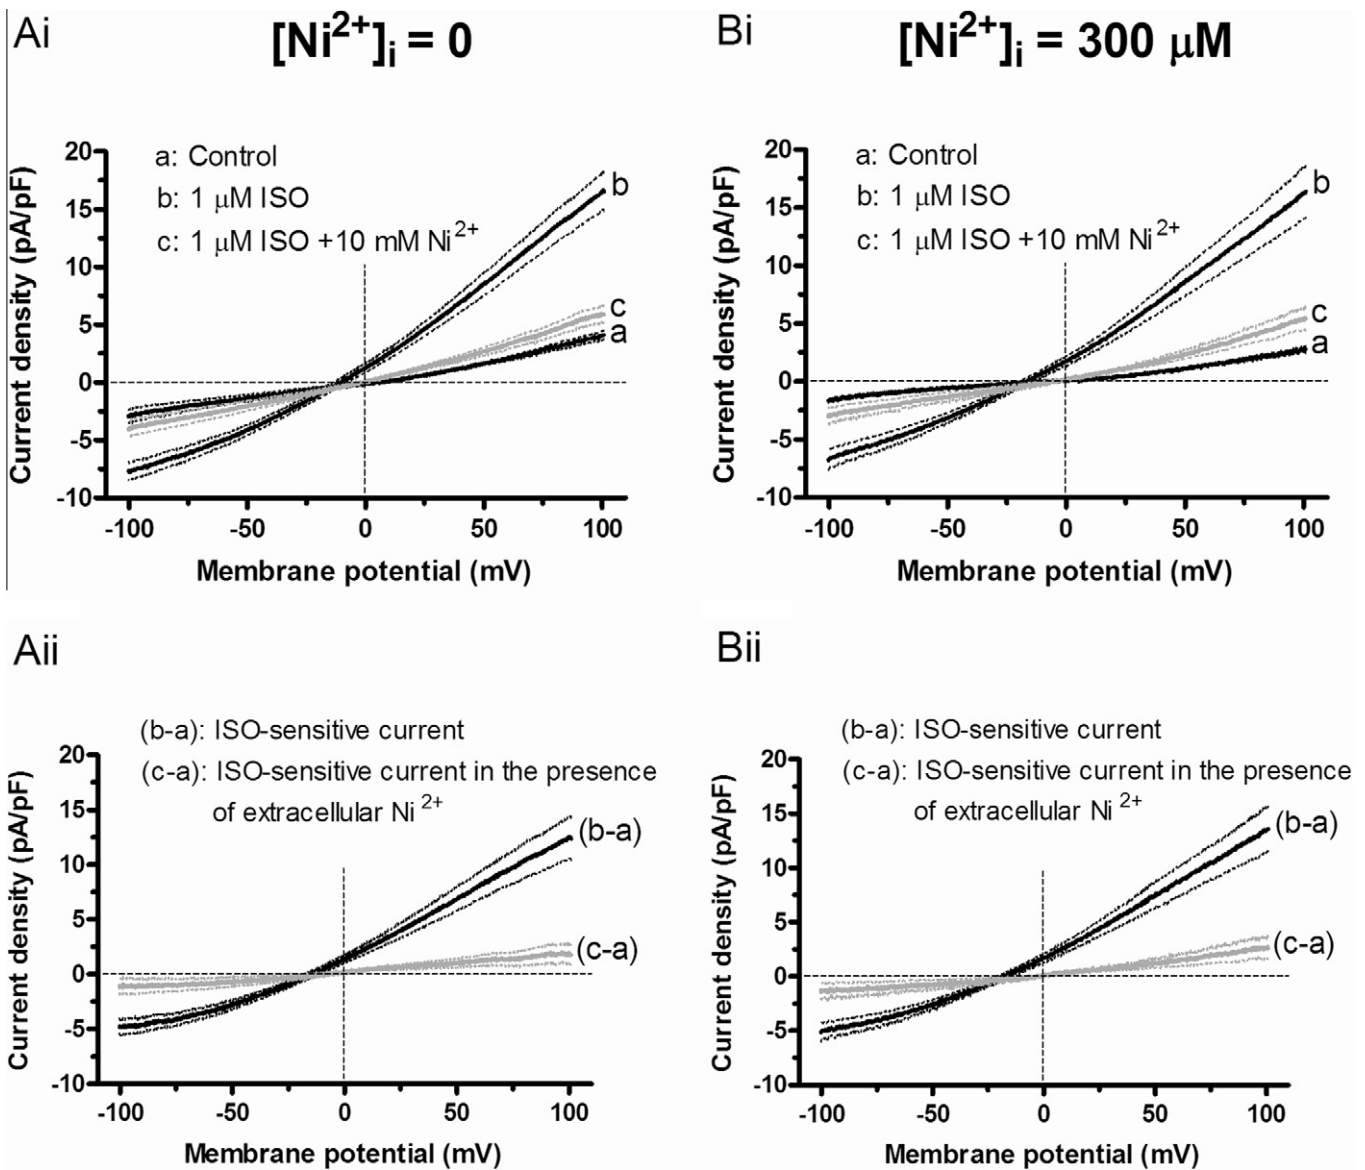 Ai
[Ni2+]i = 0
20
15
10
5
0
-5
-10
Current density (pA/pF)
a: Control
b: 1 μM ISO
c: 1 μM ISO +10 mM Ni2+
b
c
a
-100 -50 0 50 100
Membrane potential (mV)
Bi
[Ni2+]i = 300 μM
20
15
10
5
0
-5
-10
Current density (pA/pF)
a: Control
b: 1 μM ISO
c: 1 μM ISO +10 mM Ni2+
b
c
a
-100 -50 0 50 100
Membrane potential (mV)
Aii
(b-a): ISO-sensitive current
(c-a): ISO-sensitive current in the presence
of extracellular Ni 2+
20
15
10
5
0
-5
-10
Current density (pA/pF)
(b-a)
(c-a)
-100 -50 0 50 100
Membrane potential (mV)
Bii
(b-a): ISO-sensitive current
(c-a): ISO-sensitive current in the presence
of extracellular Ni 2+
20
15
10
5
0
-5
-10
Current density (pA/pF)
(b-a)
(c-a)
-100 -50 0 50 100
Membrane potential (mV)